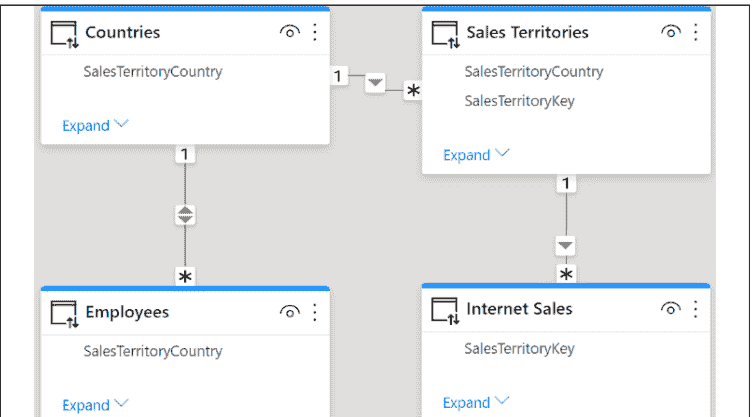 Countries
SalesTerritoryCountry
Expand
1
*
Sales Territories
SalesTerritoryCountry
SalesTerritoryKey
Expand
1
*
1
*
Employees
SalesTerritoryCountry
Expand
Internet Sales
SalesTerritoryKey
Expand